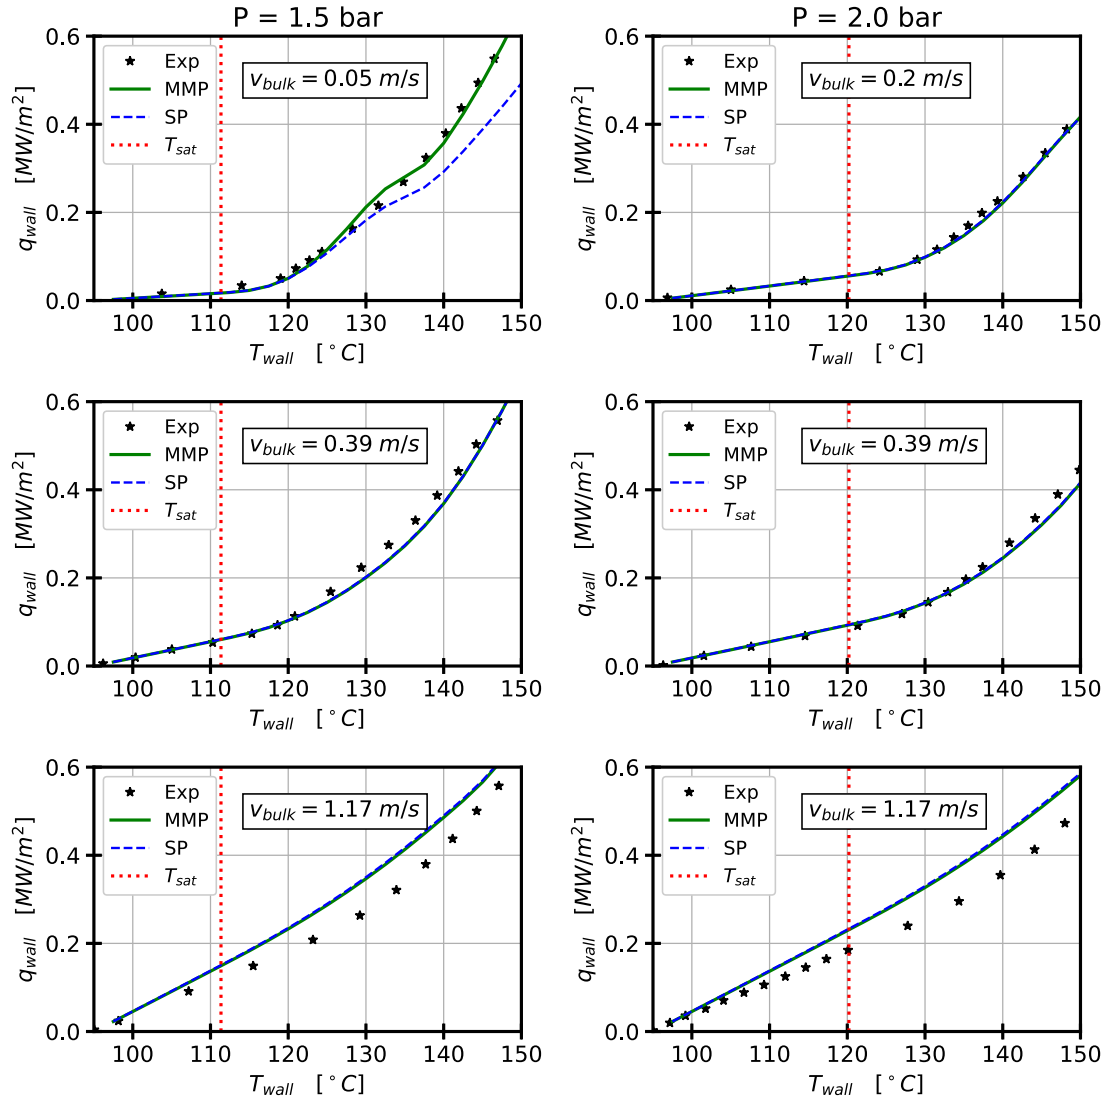 P = 1.5 bar
0.6
0.4
0.2
0.0
q_wall [MW/m²]
Exp
MMP
SP
T_sat
v_bulk = 0.05 m/s
100 110 120 130 140 150
T_wall [°C]
P = 2.0 bar
0.6
0.4
0.2
0.0
q_wall [MW/m²]
Exp
MMP
SP
T_sat
v_bulk = 0.2 m/s
100 110 120 130 140 150
T_wall [°C]
0.6
0.4
0.2
0.0
q_wall [MW/m²]
Exp
MMP
SP
T_sat
v_bulk = 0.39 m/s
100 110 120 130 140 150
T_wall [°C]
0.6
0.4
0.2
0.0
q_wall [MW/m²]
Exp
MMP
SP
T_sat
v_bulk = 0.39 m/s
100 110 120 130 140 150
T_wall [°C]
0.6
0.4
0.2
0.0
q_wall [MW/m²]
Exp
MMP
SP
T_sat
v_bulk = 1.17 m/s
100 110 120 130 140 150
T_wall [°C]
0.6
0.4
0.2
0.0
q_wall [MW/m²]
Exp
MMP
SP
T_sat
v_bulk = 1.17 m/s
100 110 120 130 140 150
T_wall [°C]